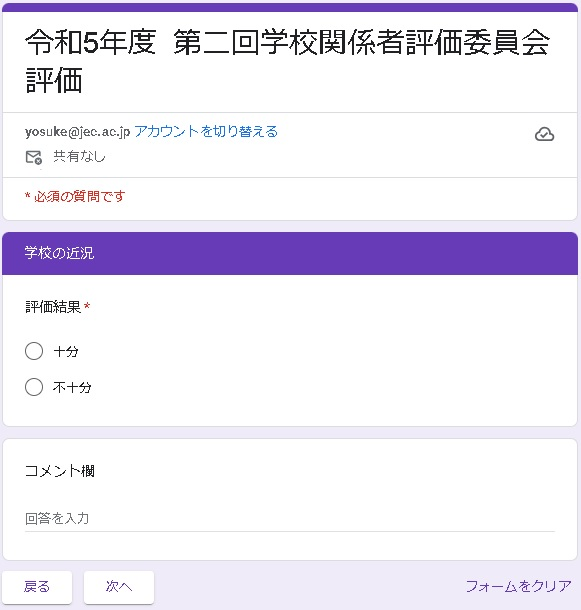 令和5年度 第二回学校関係者評価委員会
評価
yosuke@jec.ac.jp アカウントを切り替える
共有なし
* 必須の質問です
学校の近況
評価結果 *
十分
不十分
コメント欄
回答を入力
戻る 次へ フォームをクリア